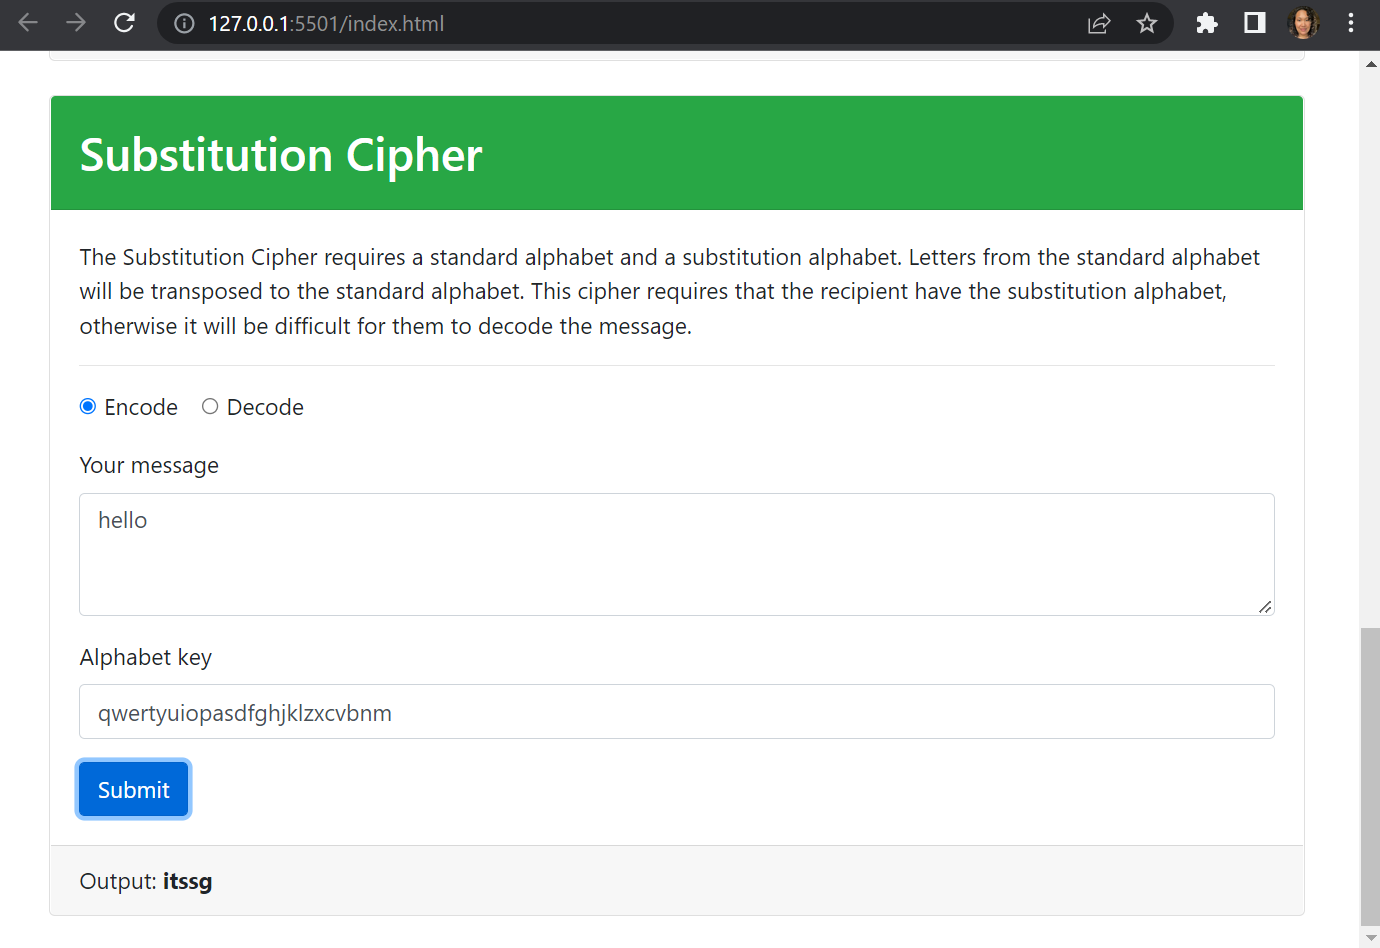 127.0.0.1:5501/index.html
Substitution Cipher
The Substitution Cipher requires a standard alphabet and a substitution alphabet. Letters from the standard alphabet
will be transposed to the standard alphabet. This cipher requires that the recipient have the substitution alphabet,
otherwise it will be difficult for them to decode the message.
Encode Decode
Your message
hello
Alphabet key
qwertyuiopasdfghjklzxcvbnm
Submit
Output: itssg